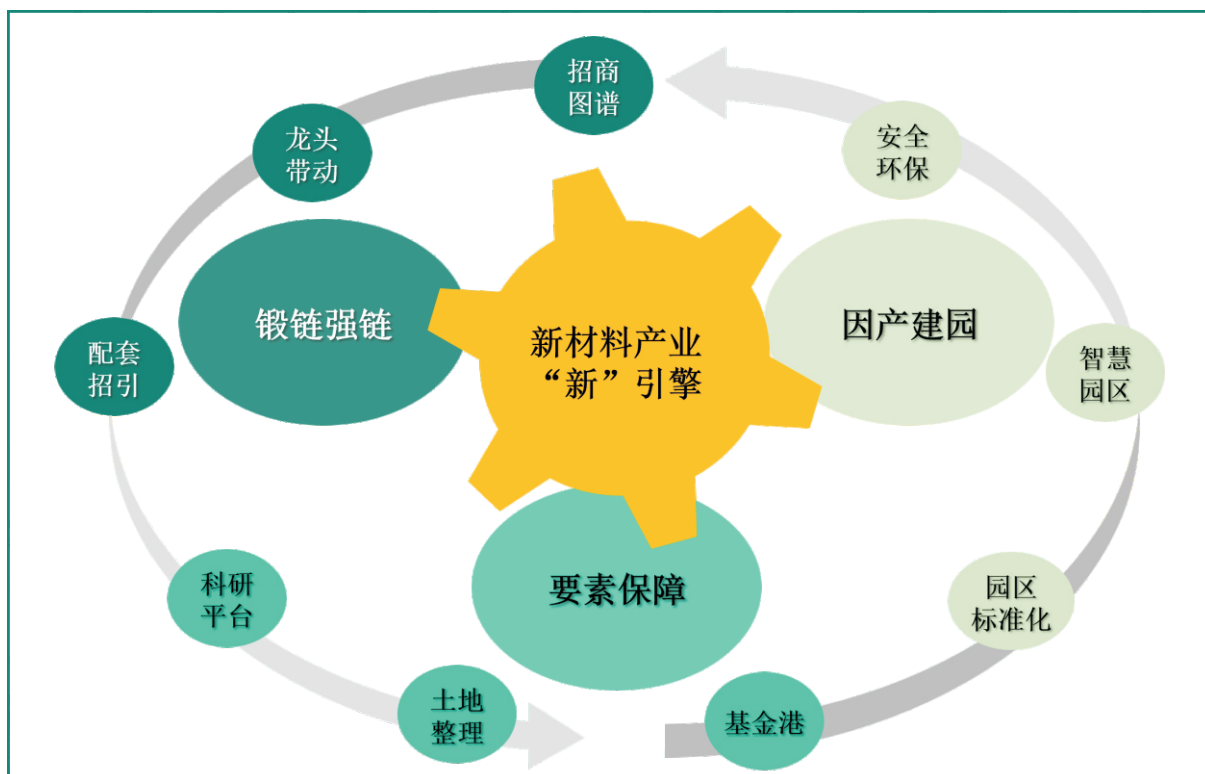 招商
图谱
龙头
带动
安全
环保
锻链强链
因产建园
新材料产业
“新”引擎
配套
招引
智慧
园区
科研
平台
要素保障
园区
标准化
土地
整理
基金港